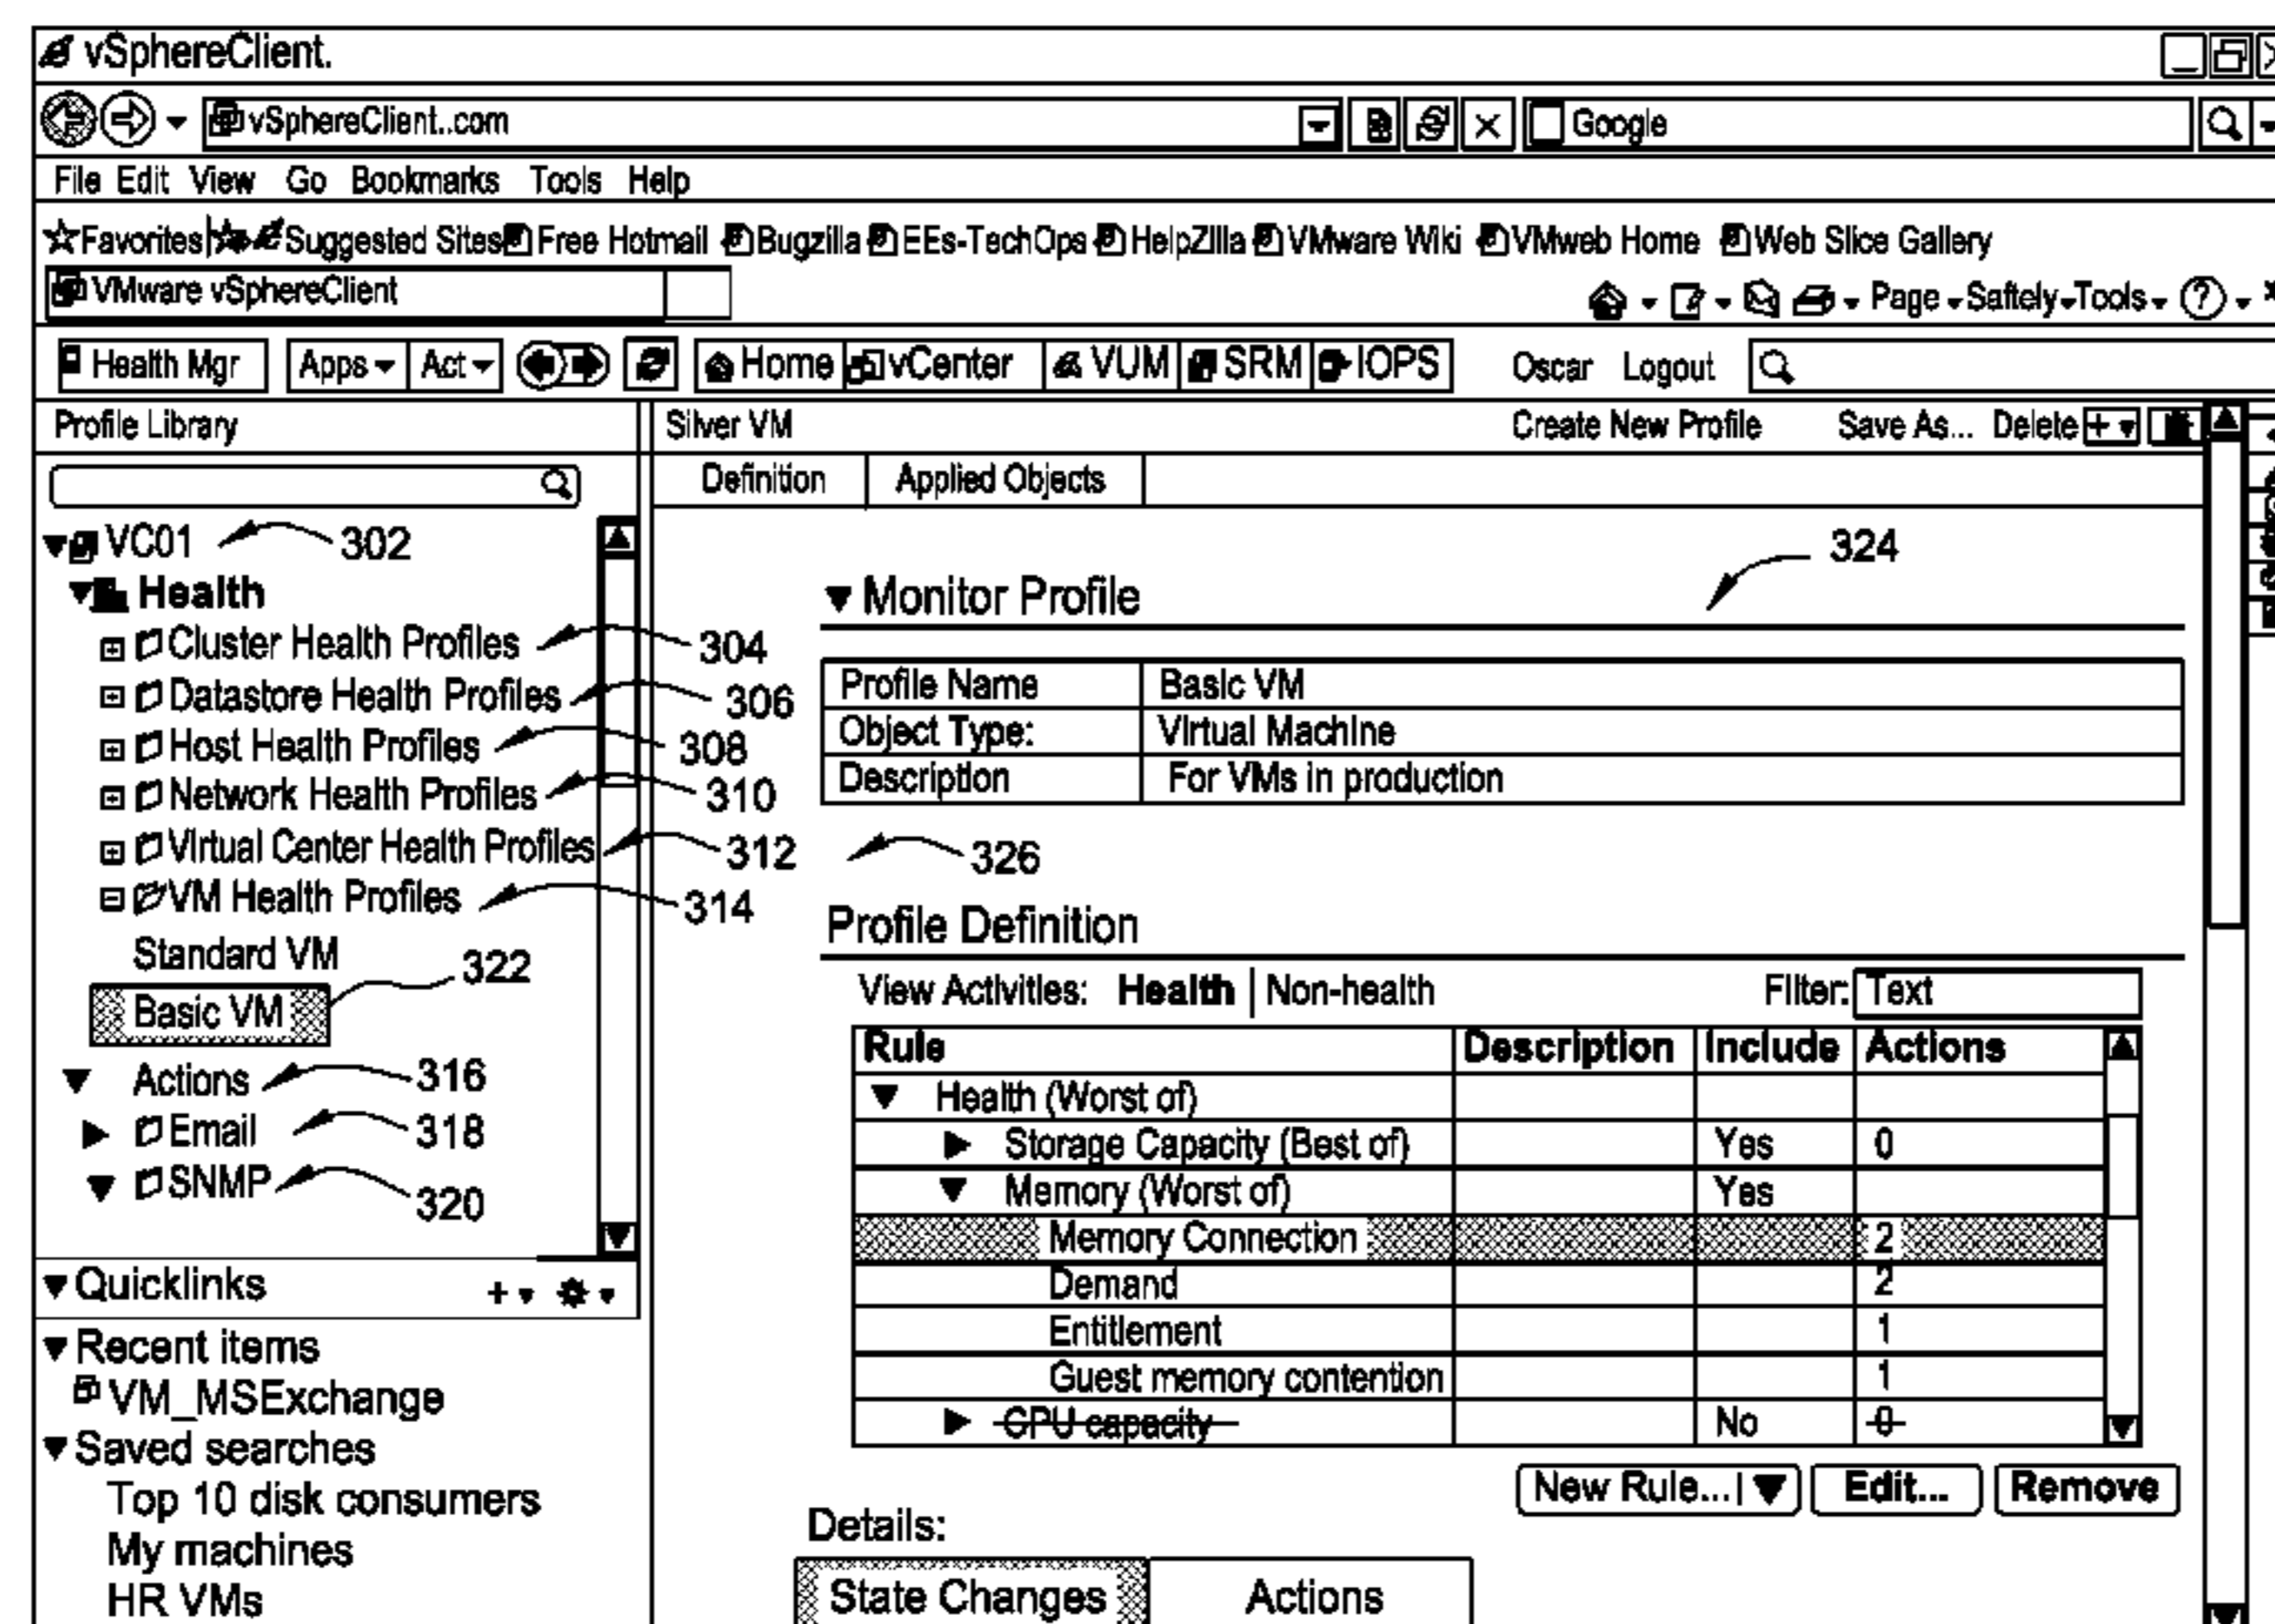 vSphereClient.
vSphereClient..com Google
File Edit View Go Bookmarks Tools Help
Favorites Suggested Sites Free Hotmail Bugzilla EEs-TechOps HelpZilla VMware Wiki VMweb Home Web Slice Gallery
VMware vSphereClient Page Saftely Tools ?
Health Mgr Apps Act Home vCenter VUM SRM IOPS Oscar Logout
Profile Library
VC01 302
Health
Cluster Health Profiles 304
Datastore Health Profiles 306
Host Health Profiles 308
Network Health Profiles 310
Virtual Center Health Profiles 312
VM Health Profiles 314
Standard VM
Basic VM 322
Actions 316
Email 318
SNMP 320
Quicklinks
Recent items
VM_MSExchange
Saved searches
Top 10 disk consumers
My machines
HR VMs
Silver VM Create New Profile Save As... Delete
Definition Applied Objects
324
Monitor Profile
Profile Name Basic VM
Object Type: Virtual Machine
Description For VMs in production
326
Profile Definition
View Activities: Health | Non-health Filter: Text
Rule Description Include Actions
Health (Worst of)
Storage Capacity (Best of) Yes 0
Memory (Worst of) Yes
Memory Connection 2
Demand 2
Entitlement 1
Guest memory contention 1
CPU capacity No 0
New Rule...| Edit... Remove
Details:
State Changes Actions